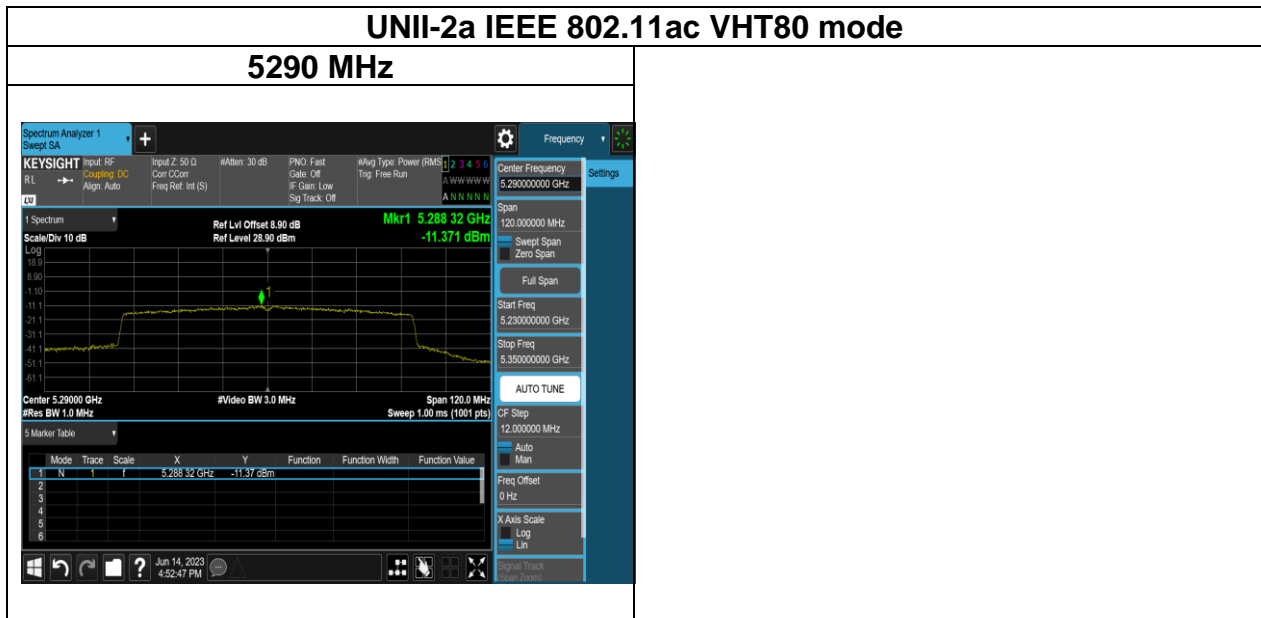 UNII-2a IEEE 802.11ac VHT80 mode
5290 MHz
Spectrum Analyzer 1
Swept SA
+
Frequency
KEYSIGHT
RL
LXI
Input: RF
Coupling: DC
Align: Auto
Input Z: 50 Ω
Corr CCorr
Freq Ref: Int (S)
#Atten: 30 dB
PNO: Fast
Gate: Off
IF Gain: Low
Sig Track: Off
#Avg Type: Power (RMS
Trig: Free Run
1 2 3 4 5 6
A W W W W W
A N N N N N
1 Spectrum
Scale/Div 10 dB
Ref Lvl Offset 8.90 dB
Ref Level 28.90 dBm
Mkr1 5.288 32 GHz
-11.371 dBm
Log
18.9
8.90
-1.10
-11.1
-21.1
-31.1
-41.1
-51.1
-61.1
1
Center 5.29000 GHz
#Res BW 1.0 MHz
#Video BW 3.0 MHz
Span 120.0 MHz
Sweep 1.00 ms (1001 pts)
5 Marker Table
Mode Trace Scale X Y Function Function Width Function Value
1 N 1 f 5.288 32 GHz -11.37 dBm
2
3
4
5
6
Center Frequency
5.290000000 GHz
Settings
Span
120.000000 MHz
Swept Span
Zero Span
Full Span
Start Freq
5.230000000 GHz
Stop Freq
5.350000000 GHz
AUTO TUNE
CF Step
12.000000 MHz
Auto
Man
Freq Offset
0 Hz
X Axis Scale
Log
Lin
Signal Track
(Span Zoom)
?
Jun 14, 2023
4:52:47 PM